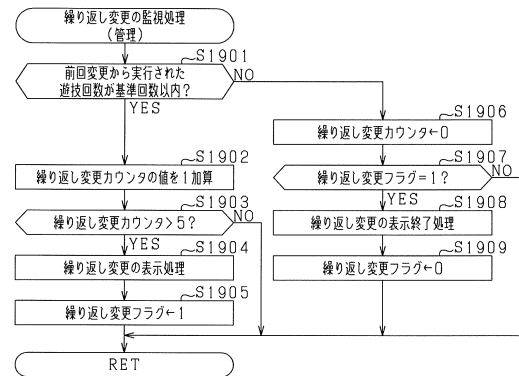 繰り返し変更の監視処理
(管理)
S1901
前回変更から実行された
遊技回数が基準回数以内?
NO
YES
S1902
繰り返し変更カウンタの値を1加算
S1903
繰り返し変更カウンタ>5?
NO
YES
S1904
繰り返し変更の表示処理
S1905
繰り返し変更フラグ←1
S1906
繰り返し変更カウンタ←0
S1907
繰り返し変更フラグ=1?
NO
YES
S1908
繰り返し変更の表示終了処理
S1909
繰り返し変更フラグ←0
RET